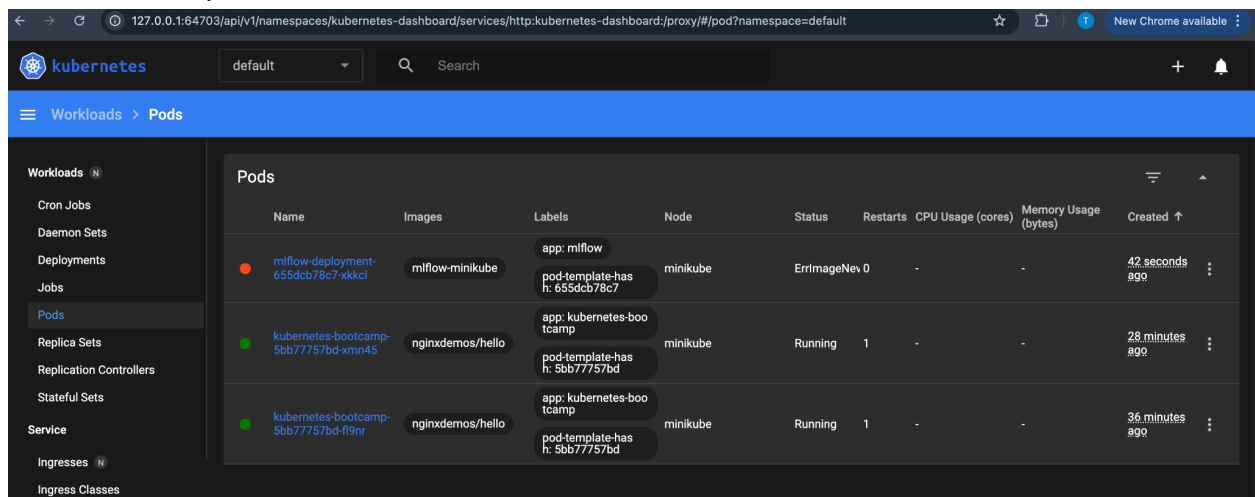 127.0.0.1:64703/api/v1/namespaces/kubernetes-dashboard/services/http:kubernetes-dashboard:/proxy/#/pod?namespace=default
T
New Chrome available
kubernetes
default
Search
Workloads > Pods
Workloads N
Cron Jobs
Daemon Sets
Deployments
Jobs
Pods
Replica Sets
Replication Controllers
Stateful Sets
Service
Ingresses N
Ingress Classes
Pods
Name Images Labels Node Status Restarts CPU Usage (cores) Memory Usage
(bytes) Created
mlflow-deployment-
655dcb78c7-xkkcl
mlflow-minikube
app: mlflow
pod-template-has
h: 655dcb78c7
minikube
ErrImageNev 0 - -
42 seconds
ago
kubernetes-bootcamp-
5bb77757bd-xmn45
nginxdemos/hello
app: kubernetes-boo
tcamp
pod-template-has
h: 5bb77757bd
minikube
Running 1 - -
28 minutes
ago
kubernetes-bootcamp-
5bb77757bd-fl9nr
nginxdemos/hello
app: kubernetes-boo
tcamp
pod-template-has
h: 5bb77757bd
minikube
Running 1 - -
36 minutes
ago